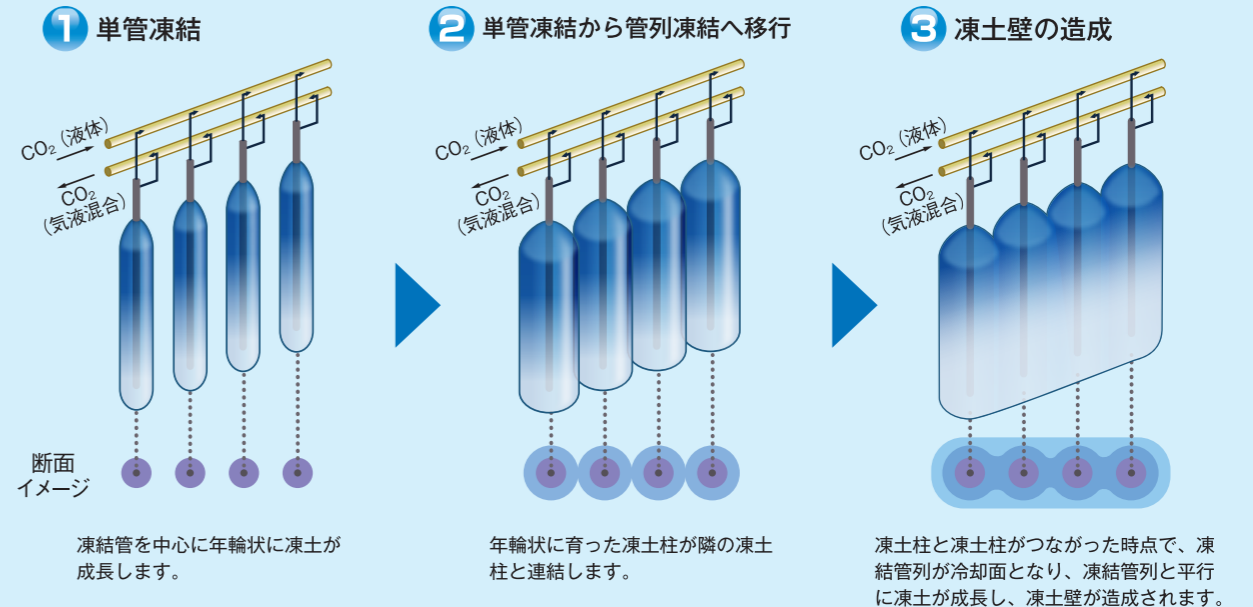 1 単管凍結
CO₂（液体）
CO₂
（気液混合）
断面
イメージ
凍結管を中心に年輪状に凍土が
成長します。
2 単管凍結から管列凍結へ移行
CO₂（液体）
CO₂
（気液混合）
年輪状に育った凍土柱が隣の凍土
柱と連結します。
3 凍土壁の造成
CO₂（液体）
CO₂
（気液混合）
凍土柱と凍土柱がつながった時点で、凍
結管列が冷却面となり、凍結管列と平行
に凍土が成長し、凍土壁が造成されます。